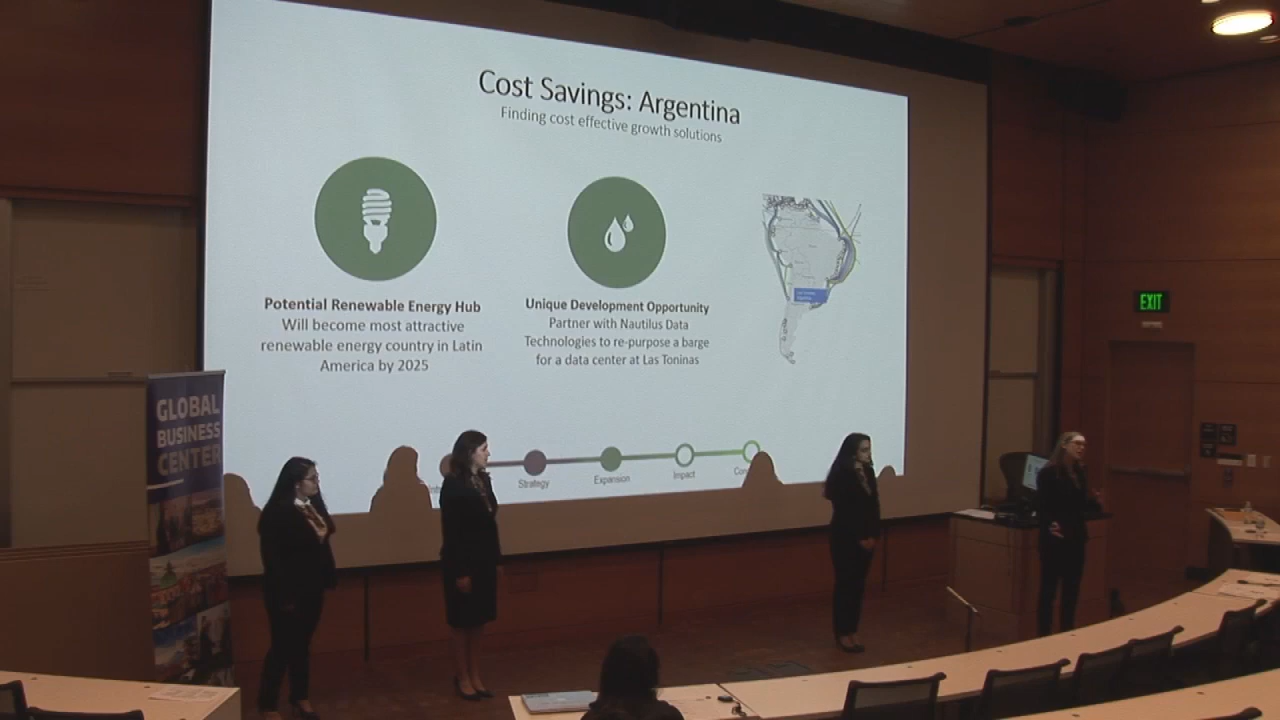 Cost Savings: Argentina
Finding cost effective growth solutions
Potential Renewable Energy Hub
Will become most attractive
renewable energy country in Latin
America by 2025
Unique Development Opportunity
Partner with Nautilus Data
Technologies to re-purpose a barge
for a data center at Las Toninas
Strategy
Expansion
Impact
GLOBAL
BUSINESS
CENTER
EXIT